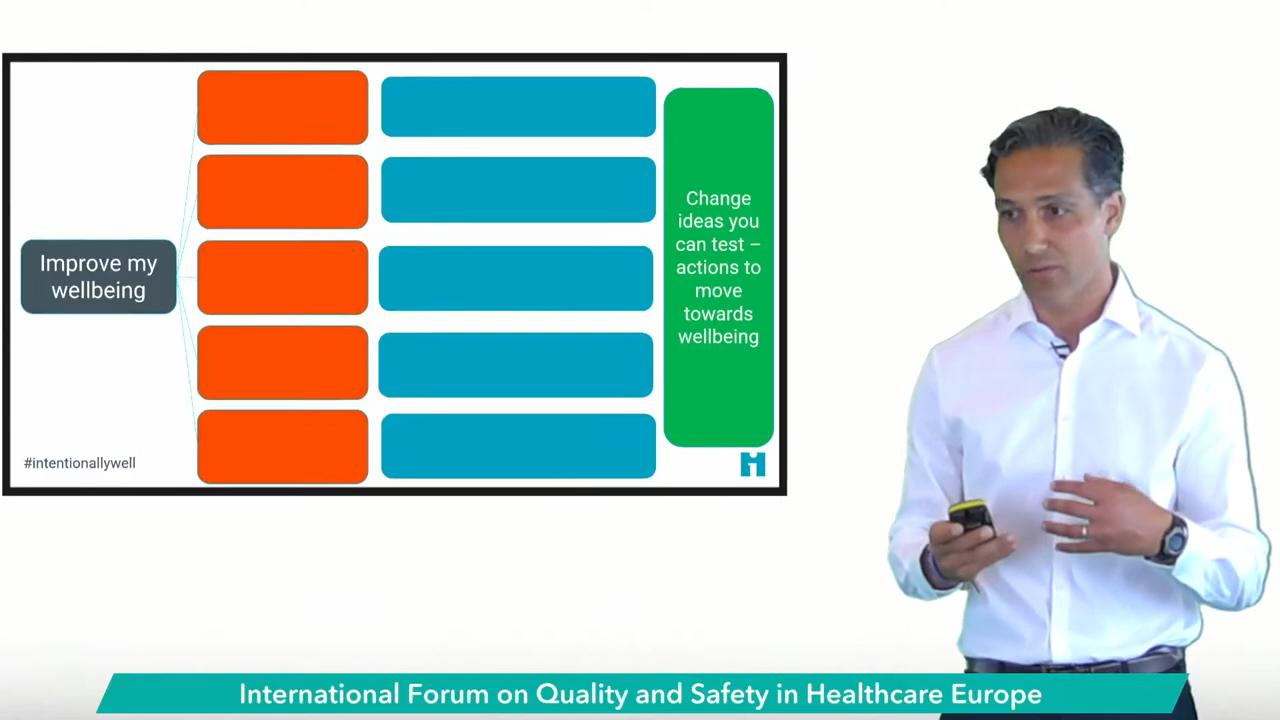 Improve my
wellbeing
Change
ideas you
can test –
actions to
move
towards
wellbeing
#intentionallywell
International Forum on Quality and Safety in Healthcare Europe